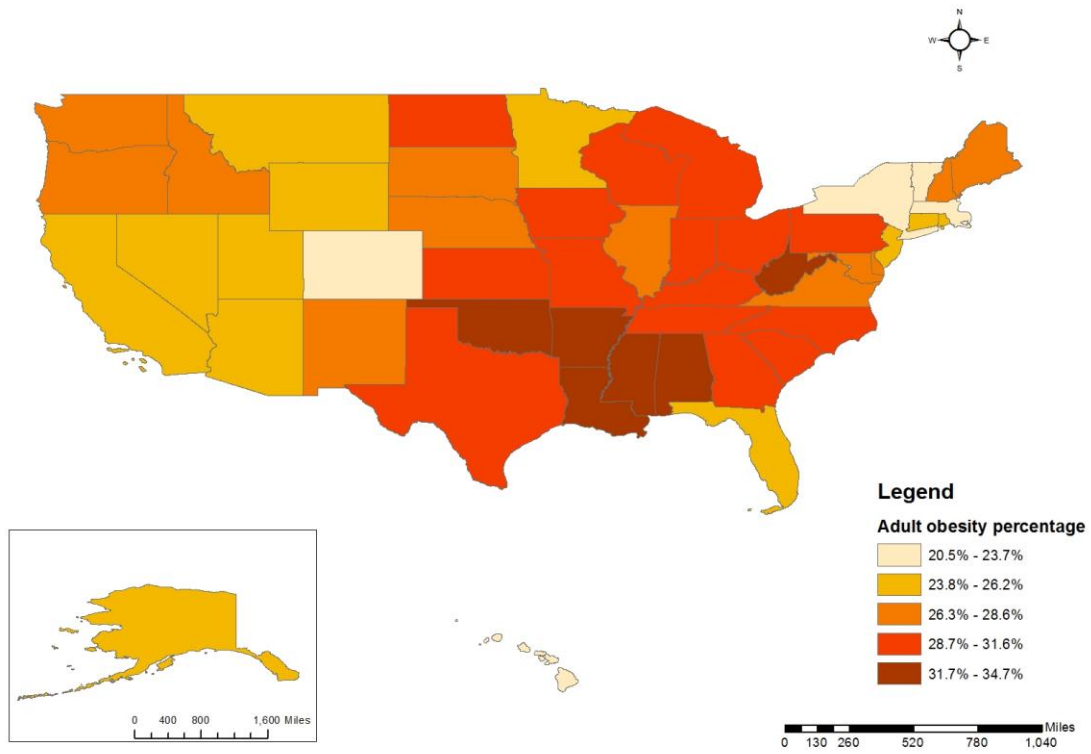 N
W E
S
Legend
Adult obesity percentage
20.5% - 23.7%
23.8% - 26.2%
26.3% - 28.6%
28.7% - 31.6%
31.7% - 34.7%
0 400 800 1,600 Miles
Miles
0 130 260 520 780 1,040